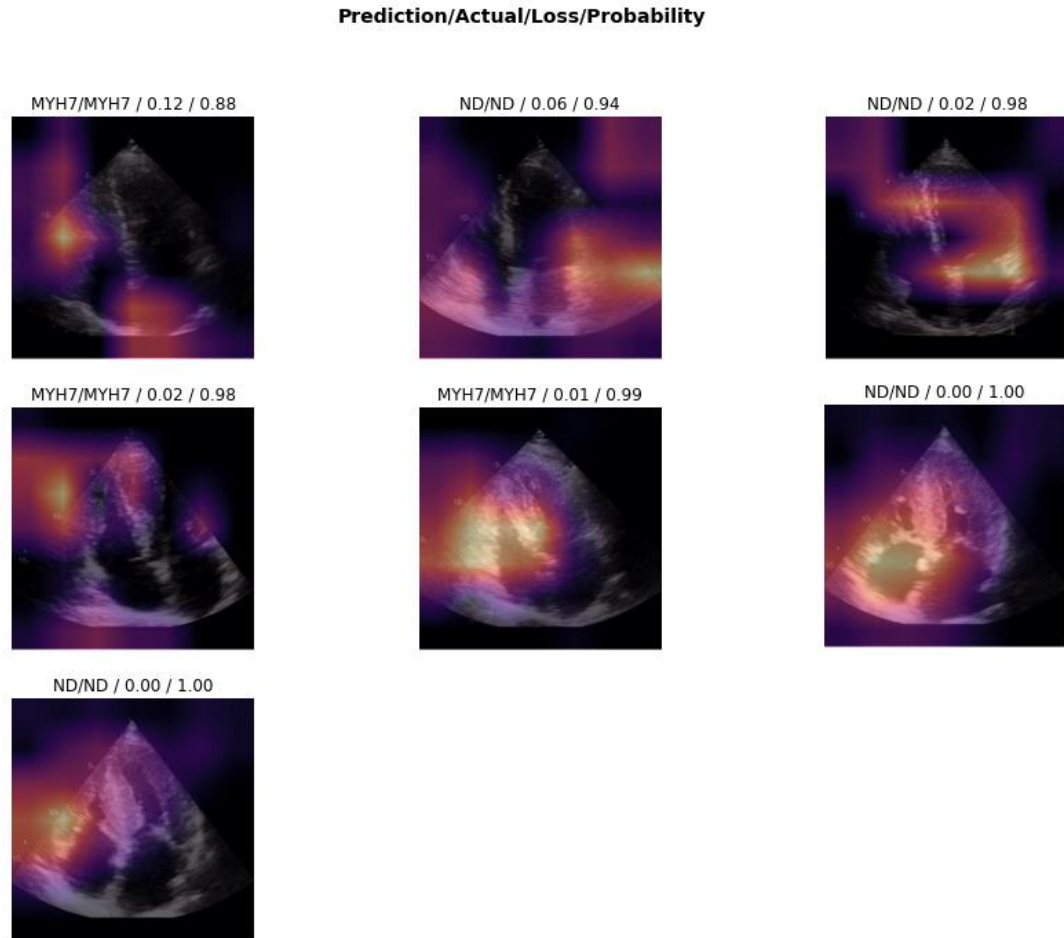 Prediction/Actual/Loss/Probability
MYH7/MYH7 / 0.12 / 0.88
ND/ND / 0.06 / 0.94
ND/ND / 0.02 / 0.98
MYH7/MYH7 / 0.02 / 0.98
MYH7/MYH7 / 0.01 / 0.99
ND/ND / 0.00 / 1.00
ND/ND / 0.00 / 1.00